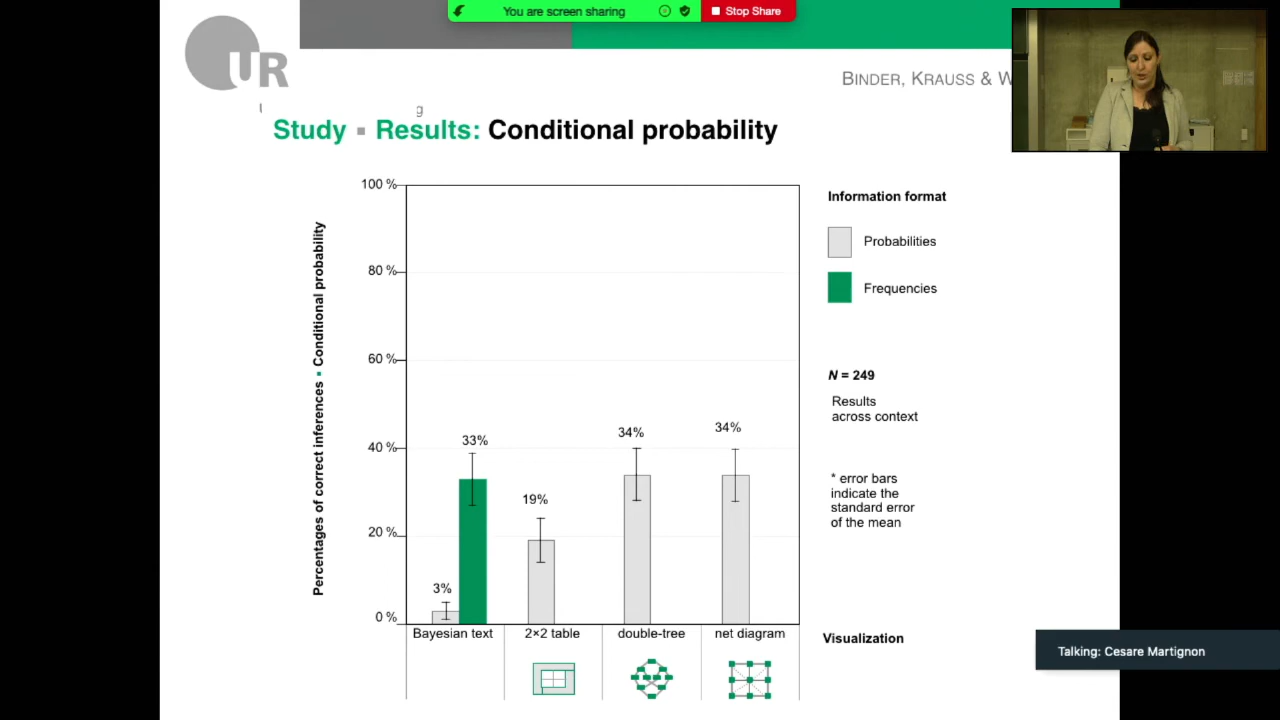 You are screen sharing
Stop Share
UR
BINDER, KRAUSS & W
g
Study ▪ Results: Conditional probability
Percentages of correct inferences ▪ Conditional probability
100 %
80 %
60 %
40 %
20 %
0 %
3%
33%
19%
34%
34%
Bayesian text
2×2 table
double-tree
net diagram
Information format
Probabilities
Frequencies
N = 249
Results
across context
* error bars
indicate the
standard error
of the mean
Visualization
Talking: Cesare Martignon